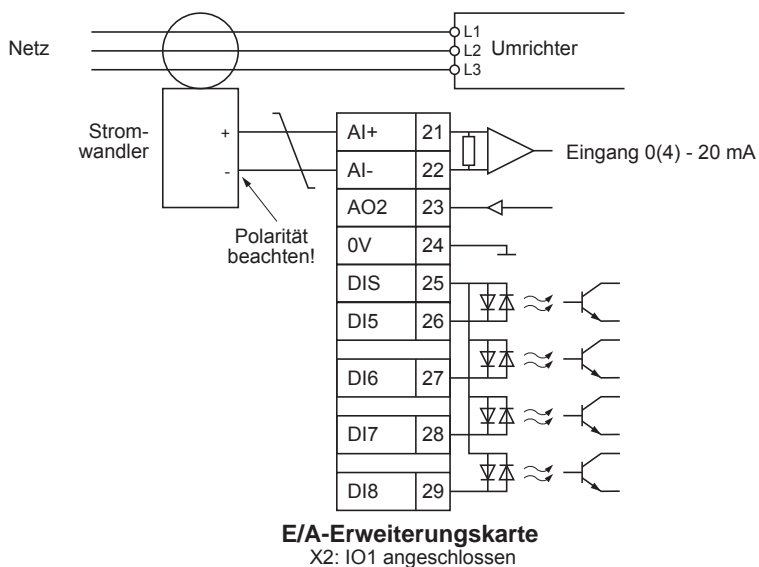 Netz
L1
L2
L3
Umrichter
Strom-
wandler
+
-
Polarität
beachten!
AI+ 21
AI- 22
AO2 23
0V 24
DIS 25
DI5 26
DI6 27
DI7 28
DI8 29
Eingang 0(4) - 20 mA
E/A-Erweiterungskarte
X2: IO1 angeschlossen